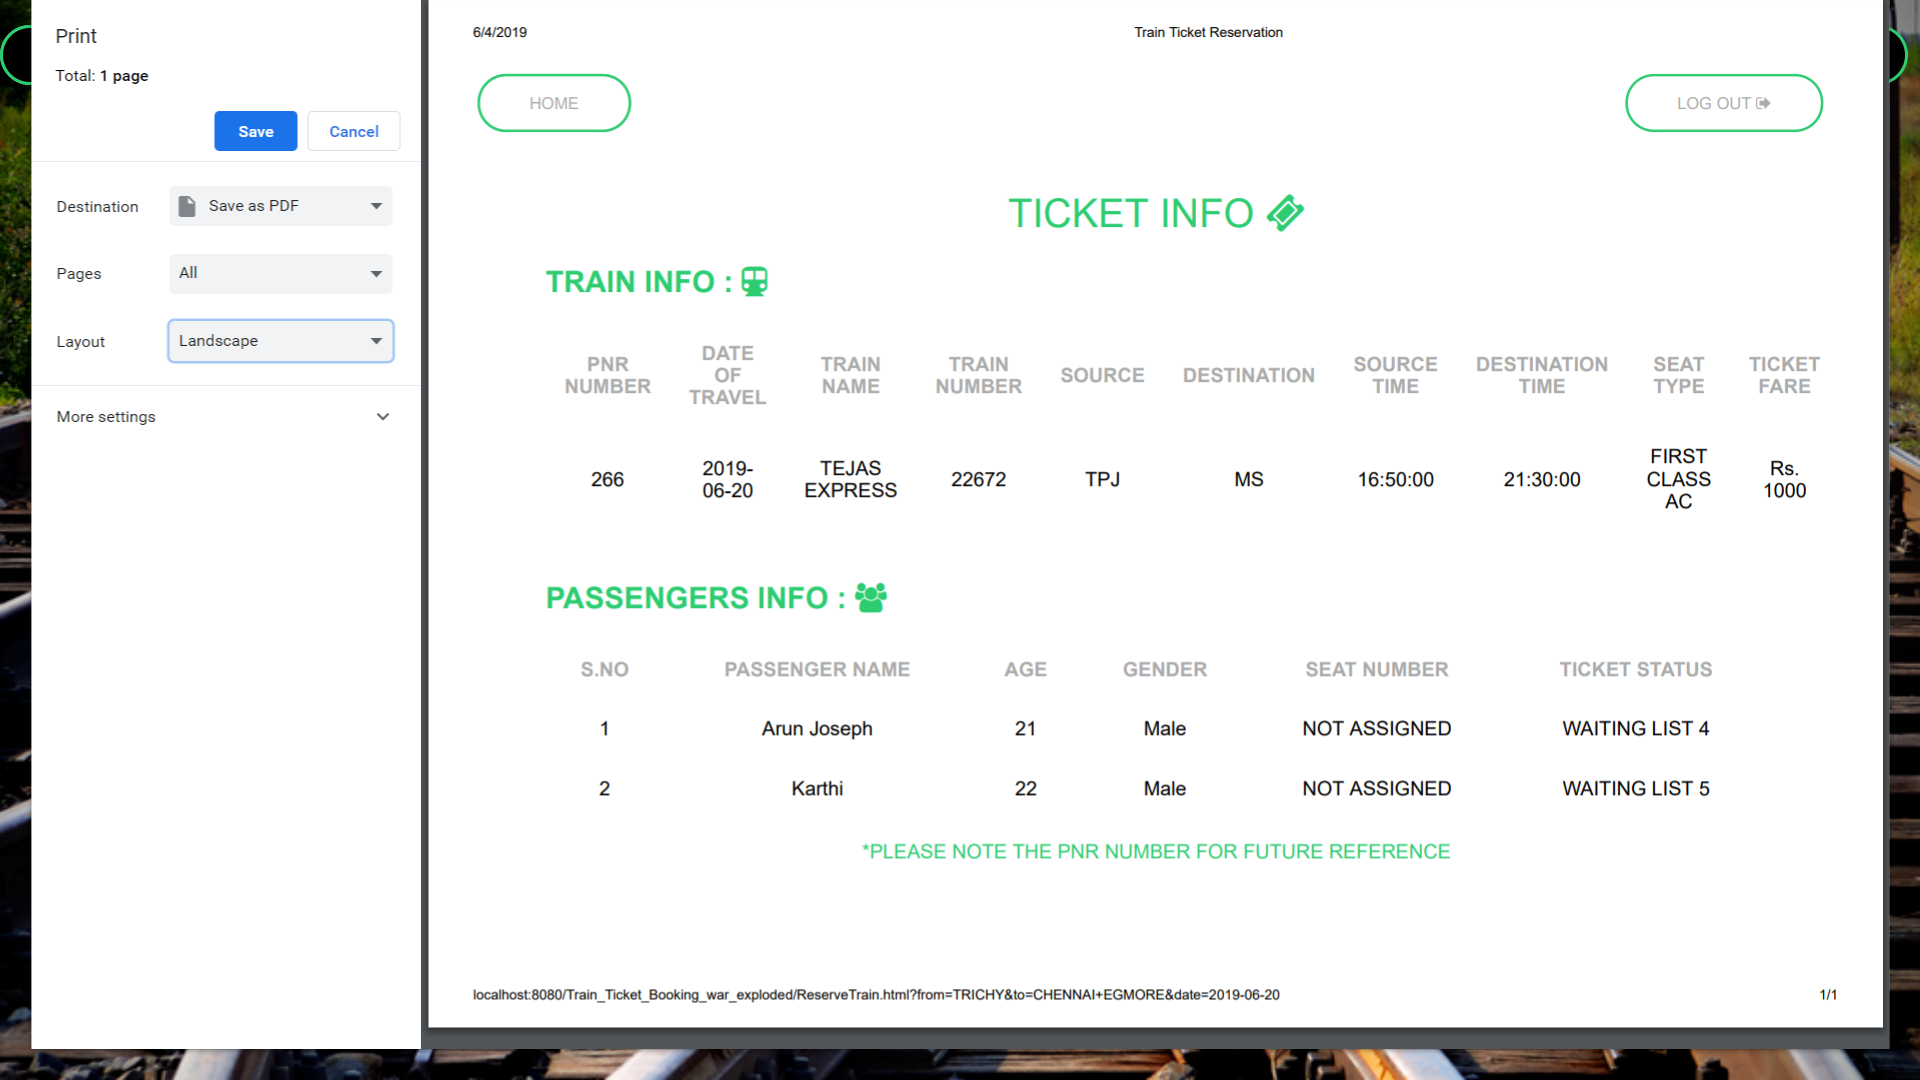 Print
Total: 1 page
Save
Cancel
Destination
Save as PDF
Pages
All
Layout
Landscape
More settings
6/4/2019
Train Ticket Reservation
HOME
LOG OUT
TICKET INFO
TRAIN INFO :
PNR NUMBER
DATE OF TRAVEL
TRAIN NAME
TRAIN NUMBER
SOURCE
DESTINATION
SOURCE TIME
DESTINATION TIME
SEAT TYPE
TICKET FARE
266
2019-06-20
TEJAS EXPRESS
22672
TPJ
MS
16:50:00
21:30:00
FIRST CLASS AC
Rs. 1000
PASSENGERS INFO :
S.NO PASSENGER NAME AGE GENDER SEAT NUMBER TICKET STATUS
1 Arun Joseph 21 Male NOT ASSIGNED WAITING LIST 4
2 Karthi 22 Male NOT ASSIGNED WAITING LIST 5
*PLEASE NOTE THE PNR NUMBER FOR FUTURE REFERENCE
localhost:8080/Train_Ticket_Booking_war_exploded/ReserveTrain.html?from=TRICHY&to=CHENNAI+EGMORE&date=2019-06-20
1/1